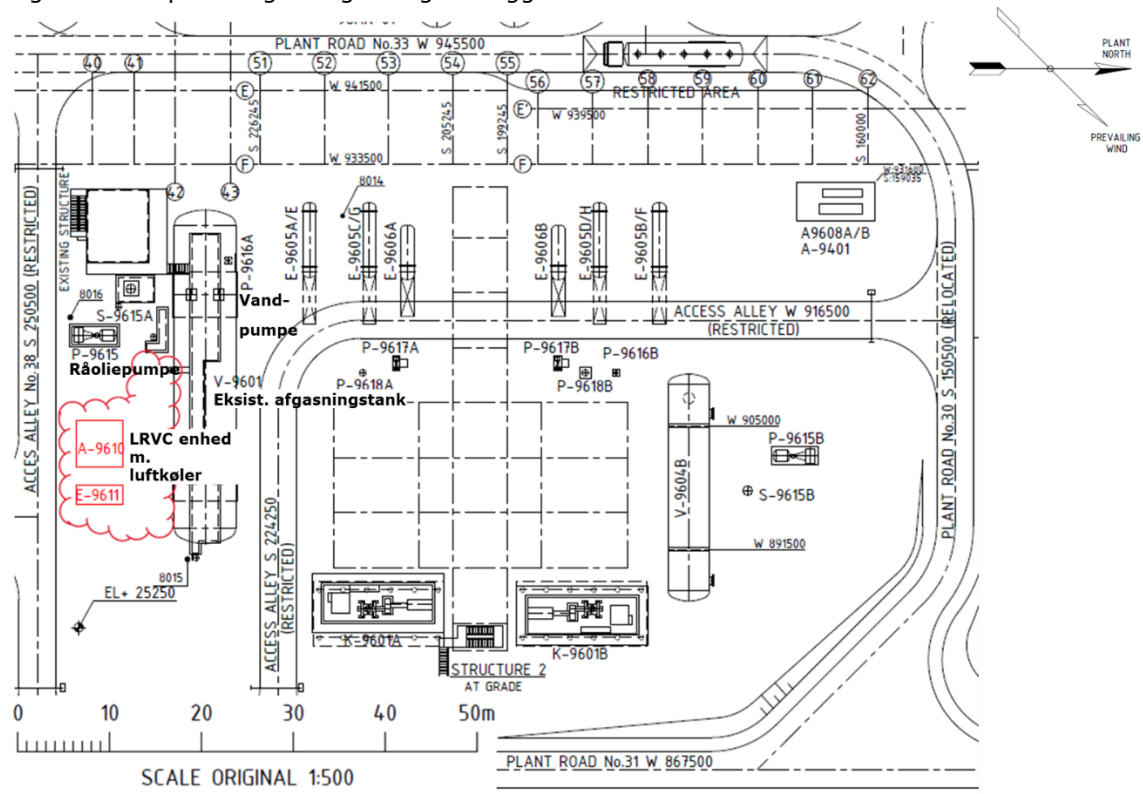 PLANT ROAD No.33 W 945500
PLANT
NORTH
PREVAILING
WIND
40
41
51
52
53
54
55
56
57
58
59
60
61
62
RESTRICTED AREA
E
W 941500
E'
W 939500
S 226245
S 205245
S 199245
S 160000
F
W 933500
F
W:931680
S:159035
42
43
8014
EXISTING STRUCTURE
ACCES ALLEY No.38 S 250500 (RESTRICTED)
P-9616A
E-9605A/E
E-9605C/G
E-9606A
E-9606B
E-9605D/H
E-9605B/F
A9608A/B
A-9401
8016
S-9615A
Vand-
pumpe
ACCESS ALLEY W 916500
(RESTRICTED)
P-9615
Råoliepumpe
P-9617A
P-9617B
P-9616B
P-9618A
P-9618B
V-9601
Eksist. afgasningstank
PLANT ROAD No.30 S 150500 (RELOCATED)
A-9610
LRVC enhed
m.
luftkøler
E-9611
W 905000
P-9615B
V-9604B
S-9615B
W 891500
ACCESS ALLEY S 224250
(RESTRICTED)
8015
EL+ 25250
K-9601A
K-9601B
STRUCTURE 2
AT GRADE
0 10 20 30 40 50m
SCALE ORIGINAL 1:500
PLANT ROAD No.31 W 867500